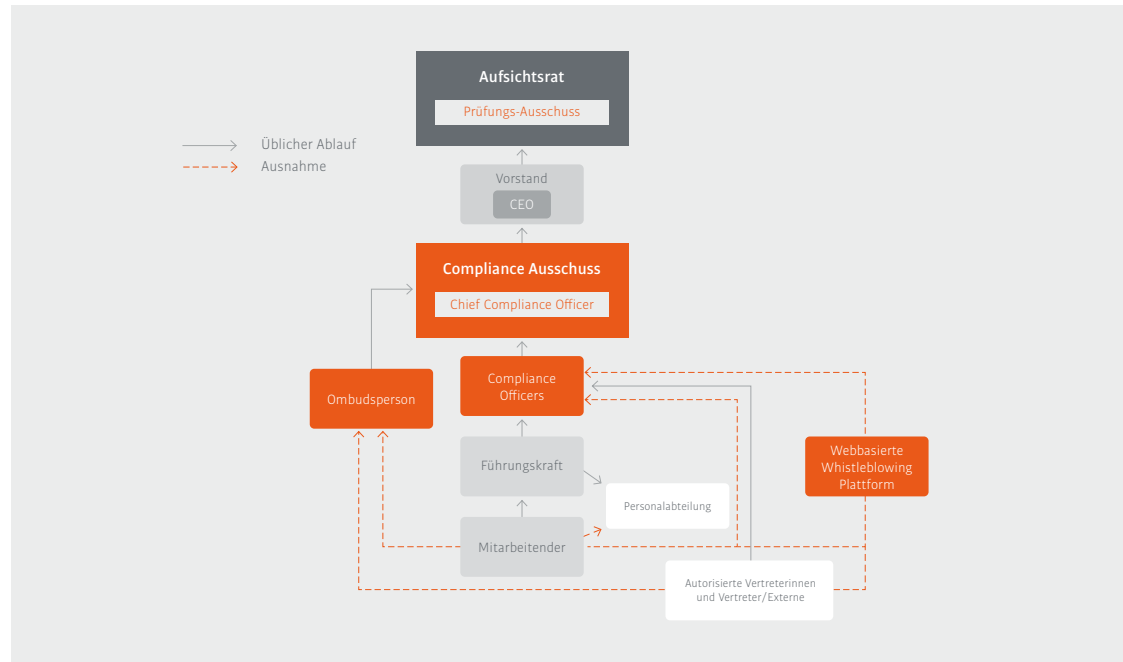 Aufsichtsrat
Prüfungs-Ausschuss
Üblicher Ablauf
Ausnahme
Vorstand
CEO
Compliance Ausschuss
Chief Compliance Officer
Compliance
Officers
Ombudsperson
Führungskraft
Webbasierte
Whistleblowing
Plattform
Personalabteilung
Mitarbeitender
Autorisierte Vertreterinnen
und Vertreter/Externe